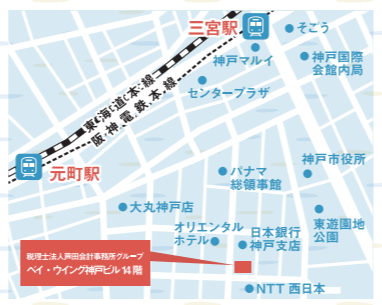 三宮駅
そごう
神戸マルイ
神戸国際
会館内局
センタープラザ
東海道本線
阪神電鉄本線
元町駅
パナマ
総領事館
神戸市役所
大丸神戸店
東遊園地
公園
オリエンタル
ホテル
日本銀行
神戸支店
税理士法人芦田会計事務所グループ
ベイ・ウイング神戸ビル 14 階
NTT 西日本